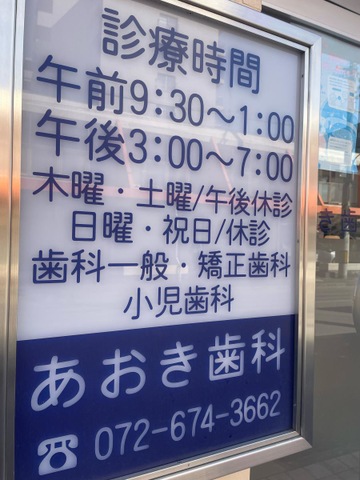 診療時間
午前9:30〜1:00
午後3:00〜7:00
木曜・土曜/午後休診
日曜・祝日/休診
歯科一般・矯正歯科
小児歯科
あおき歯科
☎ 072-674-3662